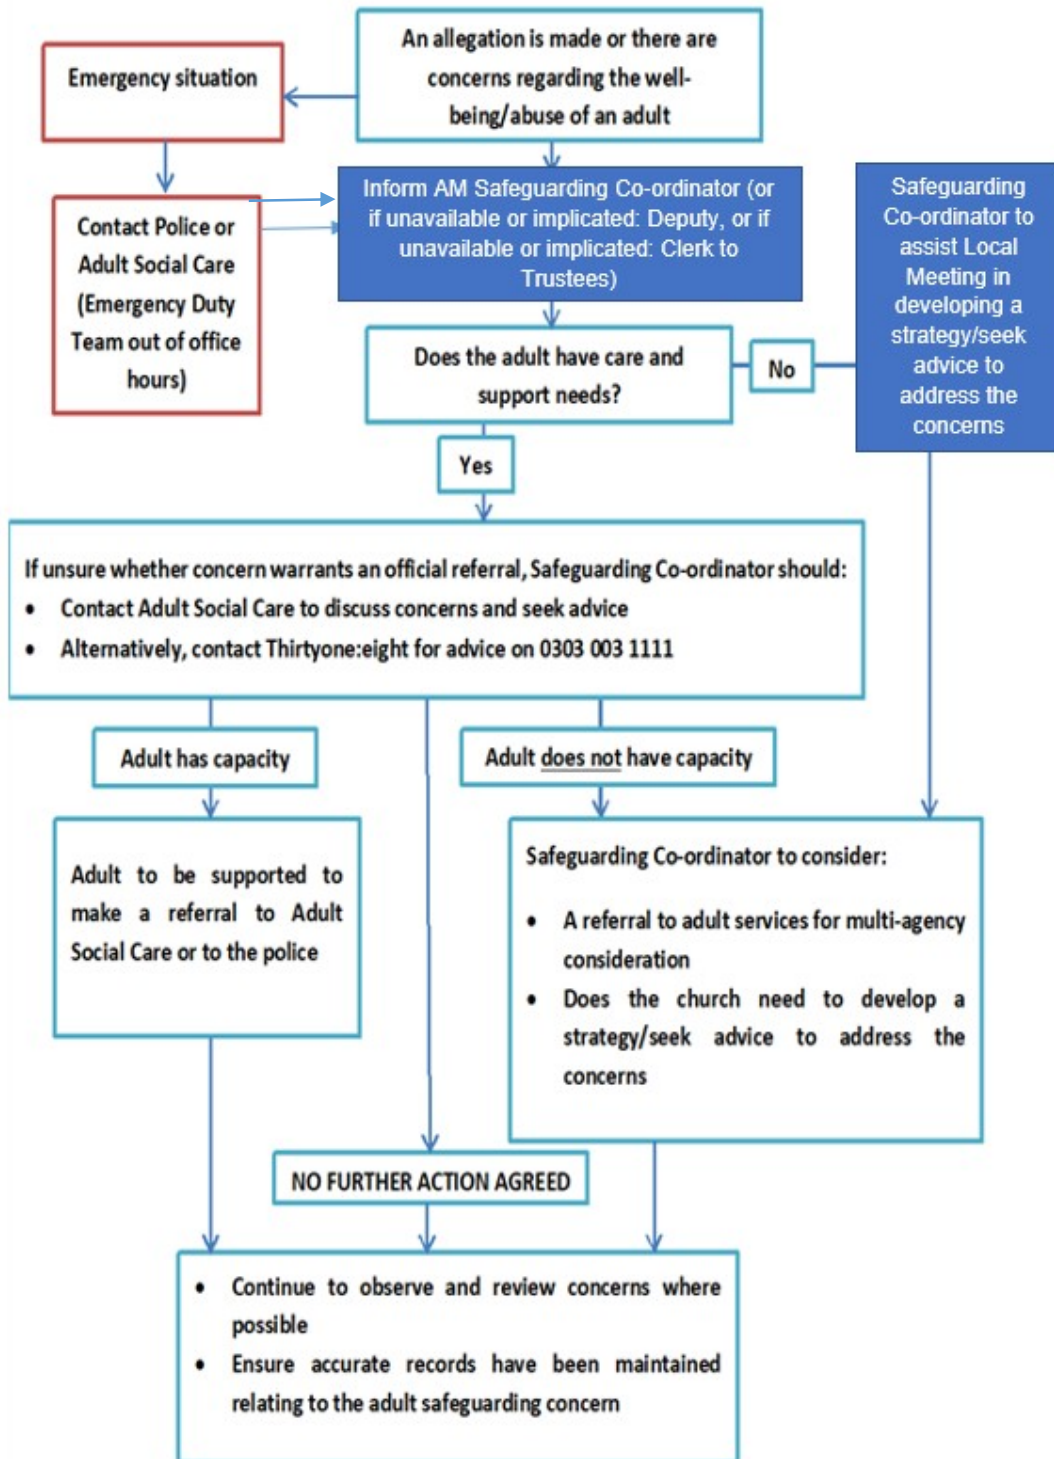 An allegation is made or there are
concerns regarding the well-
being/abuse of an adult
Emergency situation
Contact Police or
Adult Social Care
(Emergency Duty
Team out of office
hours)
Inform AM Safeguarding Co-ordinator (or
if unavailable or implicated: Deputy, or if
unavailable or implicated: Clerk to
Trustees)
Safeguarding
Co-ordinator to
assist Local
Meeting in
developing a
strategy/seek
advice to
address the
concerns
Does the adult have care and
support needs?
No
Yes
If unsure whether concern warrants an official referral, Safeguarding Co-ordinator should:
• Contact Adult Social Care to discuss concerns and seek advice
• Alternatively, contact Thirtyone:eight for advice on 0303 003 1111
Adult has capacity
Adult does not have capacity
Adult to be supported to
make a referral to Adult
Social Care or to the police
Safeguarding Co-ordinator to consider:
• A referral to adult services for multi-agency
consideration
• Does the church need to develop a
strategy/seek advice to address the
concerns
NO FURTHER ACTION AGREED
• Continue to observe and review concerns where
possible
• Ensure accurate records have been maintained
relating to the adult safeguarding concern